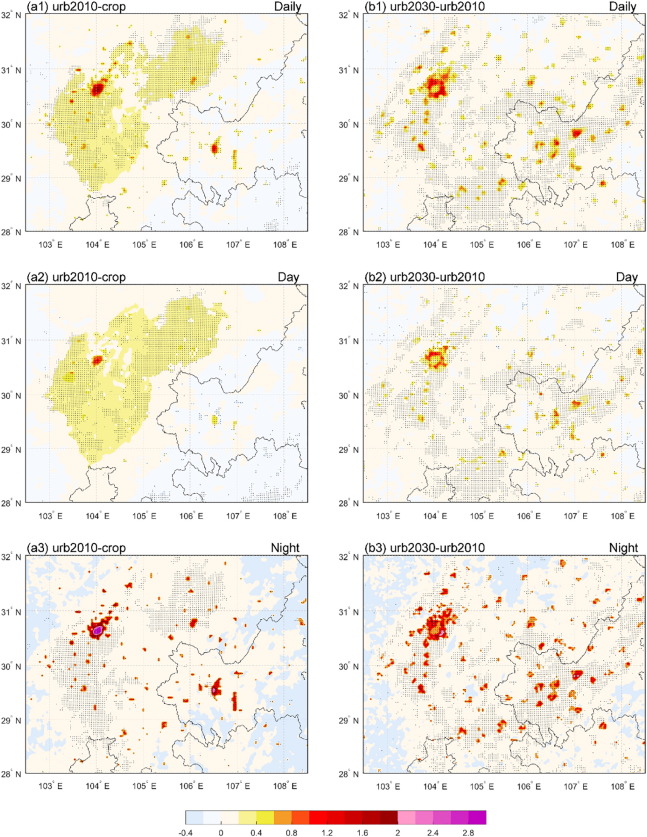 (a1) urb2010-crop Daily (b1) urb2030-urb2010 Daily
32° N 32° N
31° N 31° N
30° N 30° N
29° N 29° N
28° N 28° N
103° E 104° E 105° E 106° E 107° E 108° E 103° E 104° E 105° E 106° E 107° E 108° E
(a2) urb2010-crop Day (b2) urb2030-urb2010 Day
32° N 32° N
31° N 31° N
30° N 30° N
29° N 29° N
28° N 28° N
103° E 104° E 105° E 106° E 107° E 108° E 103° E 104° E 105° E 106° E 107° E 108° E
(a3) urb2010-crop Night (b3) urb2030-urb2010 Night
32° N 32° N
31° N 31° N
30° N 30° N
29° N 29° N
28° N 28° N
103° E 104° E 105° E 106° E 107° E 108° E 103° E 104° E 105° E 106° E 107° E 108° E
-0.4 0 0.4 0.8 1.2 1.6 2 2.4 2.8